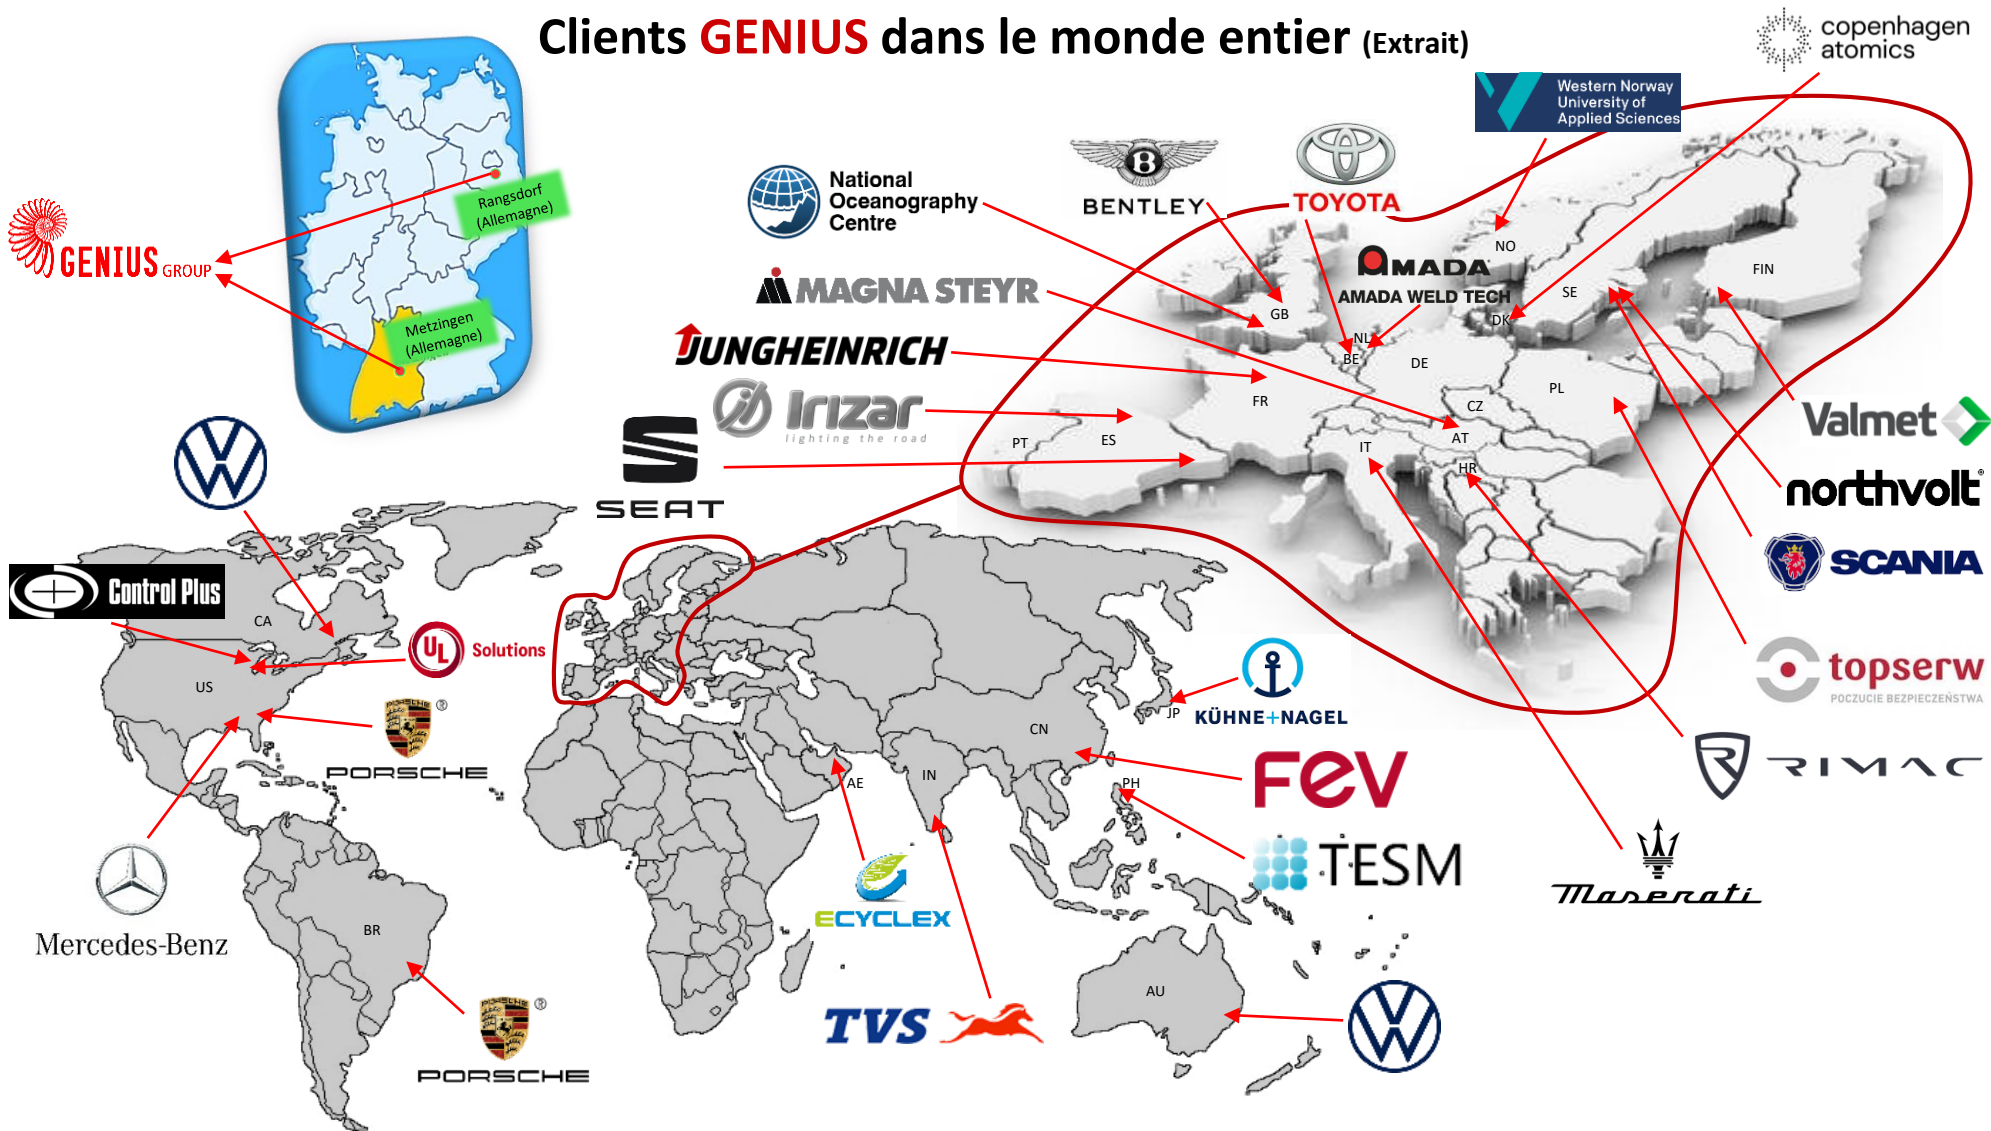 Clients GENIUS dans le monde entier (Extrait)
copenhagen
atomics
Western Norway
University of
Applied Sciences
BENTLEY
TOYOTA
National
Oceanography
Centre
Rangsdorf
(Allemagne)
GENIUS GROUP
Metzingen
(Allemagne)
MAGNA STEYR
AMADA
AMADA WELD TECH
JUNGHEINRICH
Irizar
lighting the road
SEAT
NO
FIN
SE
GB
DK
NL
BE
DE
PL
FR
CZ
PT
ES
AT
IT
HR
Valmet
northvolt
SCANIA
topserw
POCZUCIE BEZPIECZEŃSTWA
RIMAC
Maserati
Control Plus
CA
UL Solutions
US
PORSCHE
Mercedes-Benz
BR
PORSCHE
JP
KÜHNE+NAGEL
CN
FEV
IN
AE
PH
TESM
ECYCLEX
TVS
AU